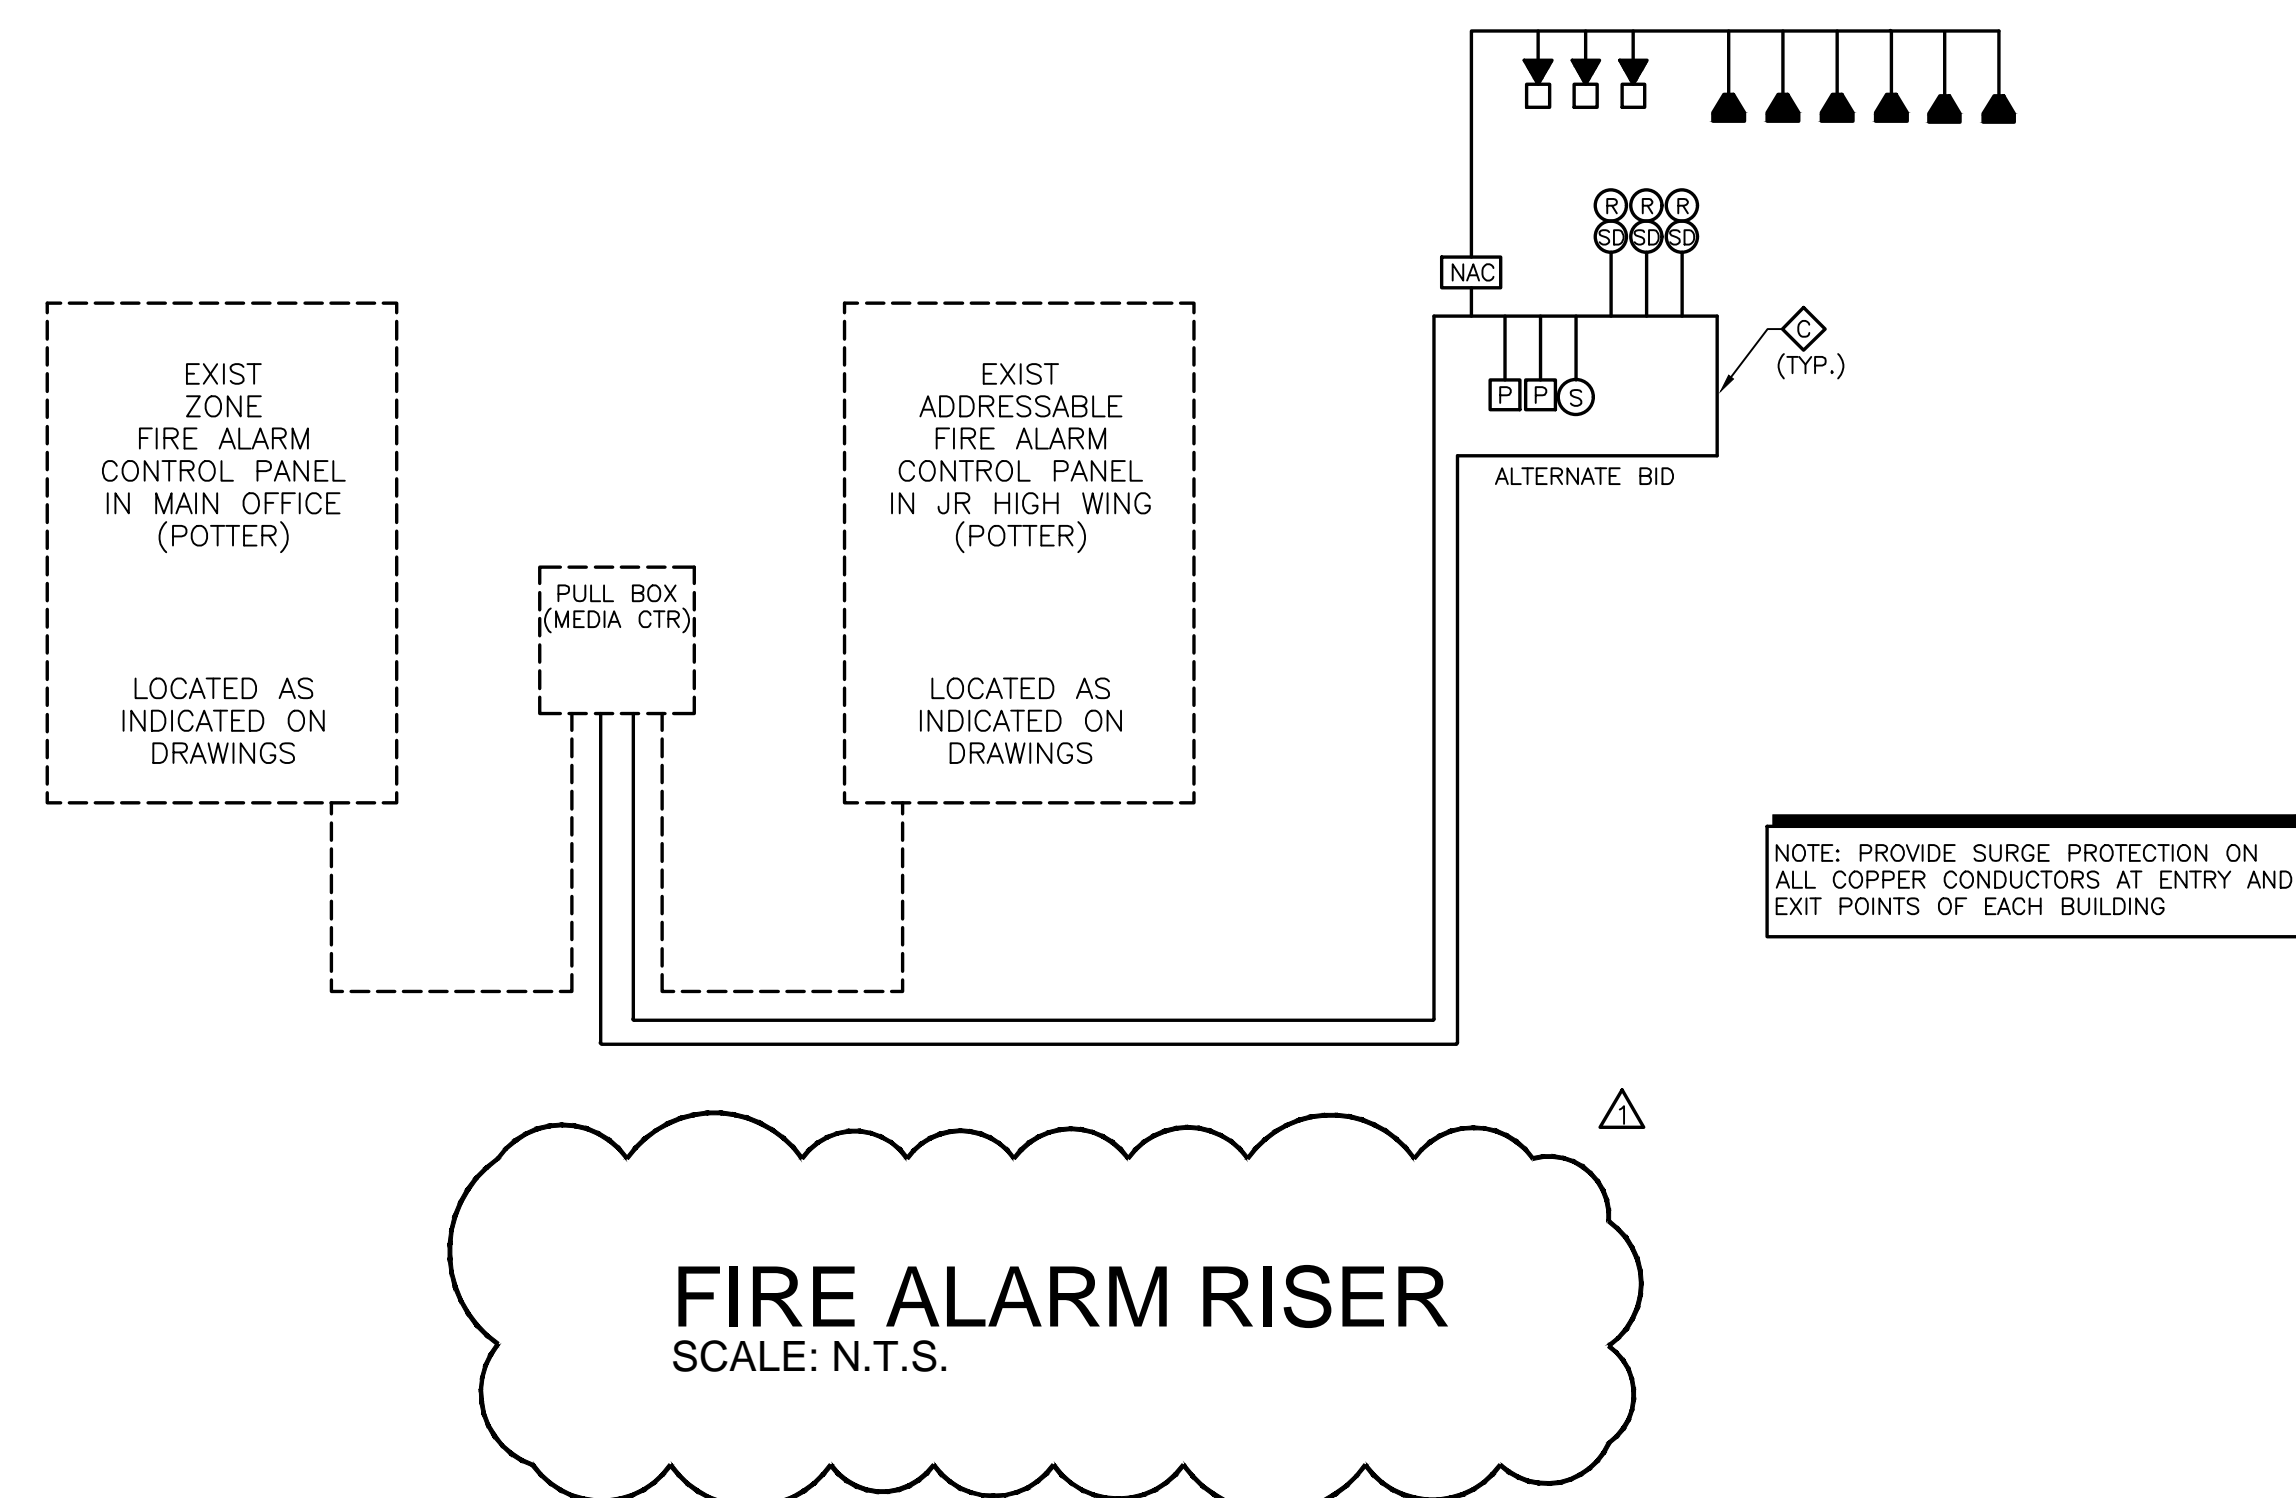 R R R
SD SD SD
NAC
C
(TYP.)
P P S
ALTERNATE BID
EXIST
ZONE
FIRE ALARM
CONTROL PANEL
IN MAIN OFFICE
(POTTER)
LOCATED AS
INDICATED ON
DRAWINGS
PULL BOX
(MEDIA CTR)
EXIST
ADDRESSABLE
FIRE ALARM
CONTROL PANEL
IN JR HIGH WING
(POTTER)
LOCATED AS
INDICATED ON
DRAWINGS
NOTE: PROVIDE SURGE PROTECTION ON
ALL COPPER CONDUCTORS AT ENTRY AND
EXIT POINTS OF EACH BUILDING
1
FIRE ALARM RISER
SCALE: N.T.S.